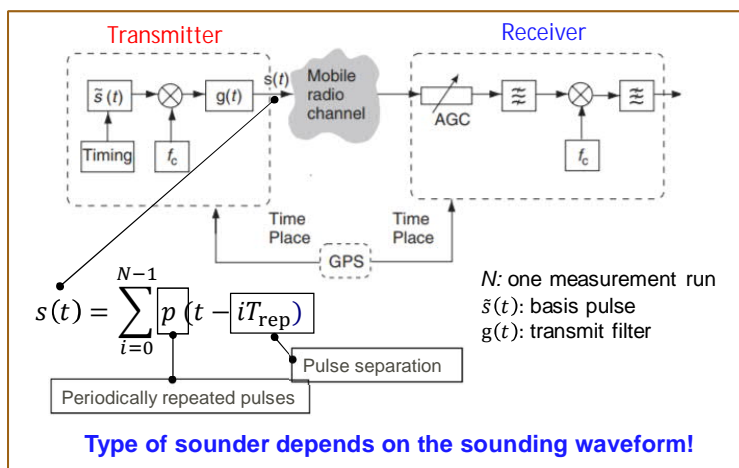 Transmitter
Receiver
s̃(t)
g(t)
s(t)
Mobile
radio
channel
AGC
Timing
f_c
f_c
Time
Place
Time
Place
GPS
s(t) = ∑_{i=0}^{N−1} p(t − iT_rep)
N: one measurement run
s̃(t): basis pulse
g(t): transmit filter
Pulse separation
Periodically repeated pulses
Type of sounder depends on the sounding waveform!